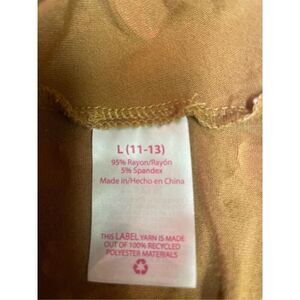 L (11-13)
95% Rayon/Rayón
5% Spandex
Made in/Hecho en China
THIS LABEL YARN IS MADE
OUT OF 100% RECYCLED
POLYESTER MATERIALS